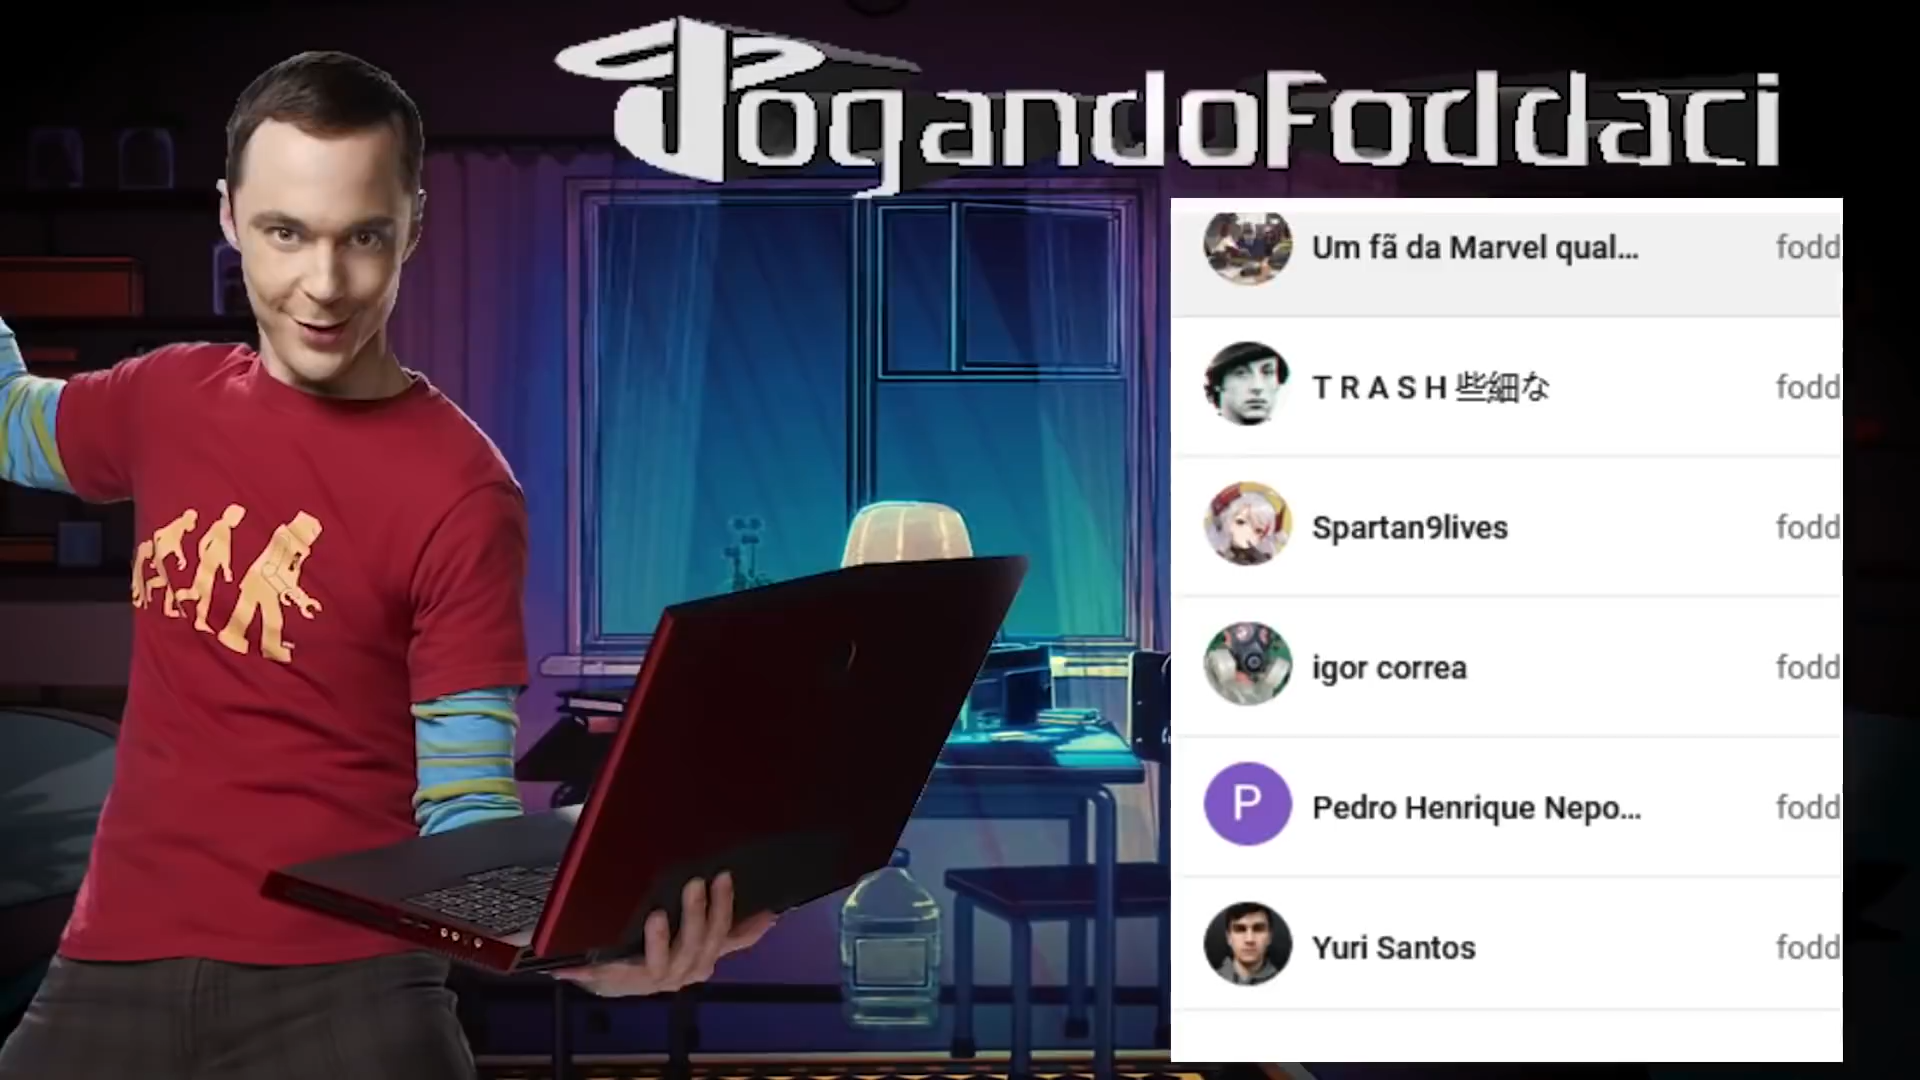 JogandoFoddaci
Um fã da Marvel qual... fodd
T R A S H 些細な fodd
Spartan9lives fodd
igor correa fodd
P Pedro Henrique Nepo... fodd
Yuri Santos fodd